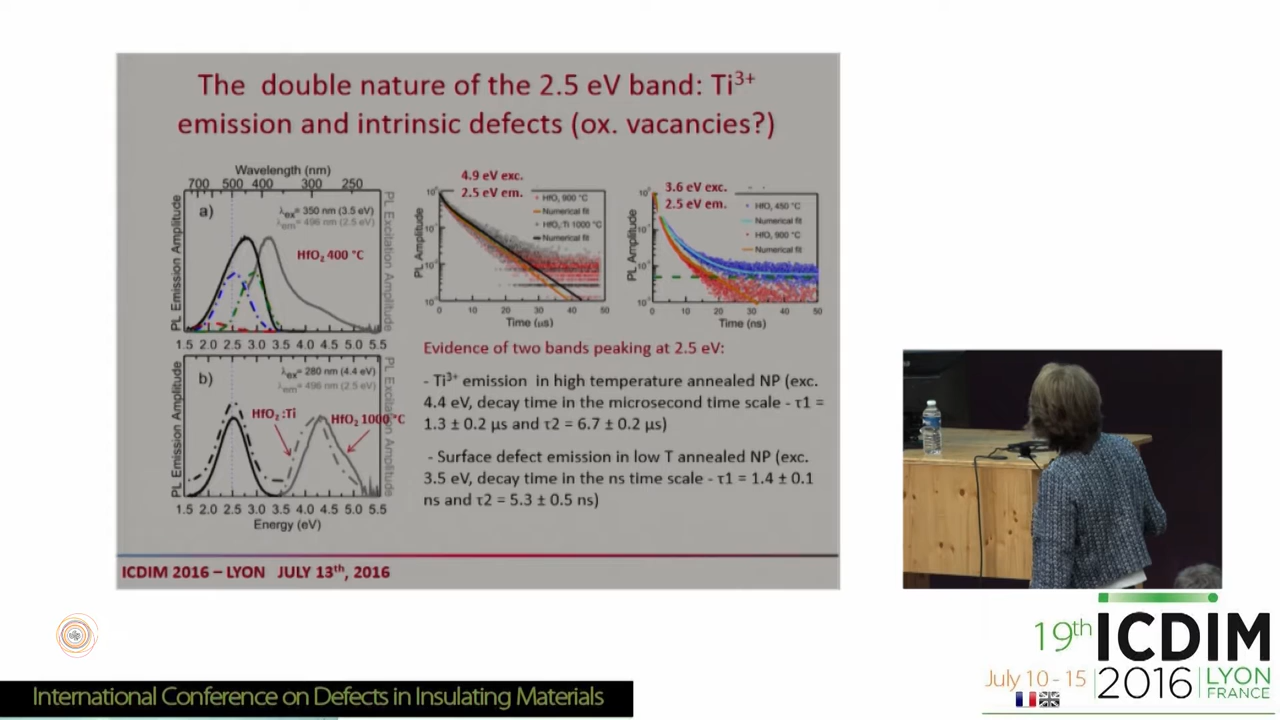 The double nature of the 2.5 eV band: Ti³⁺
emission and intrinsic defects (ox. vacancies?)
Wavelength (nm)
700 500 400 300 250
a)
λex= 350 nm (3.5 eV)
λem= 496 nm (2.5 eV)
HfO₂ 400 °C
PL Emission Amplitude
PL Excitation Amplitude
1.5 2.0 2.5 3.0 3.5 4.0 4.5 5.0 5.5
b)
λex= 280 nm (4.4 eV)
λem= 496 nm (2.5 eV)
HfO₂:Ti
HfO₂ 1000 °C
PL Emission Amplitude
PL Excitation Amplitude
1.5 2.0 2.5 3.0 3.5 4.0 4.5 5.0 5.5
Energy (eV)
4.9 eV exc.
2.5 eV em.
HfO₂ 900 °C
Numerical fit
HfO₂:Ti 1000 °C
Numerical fit
PL Amplitude
0 10 20 30 40 50
Time (μs)
3.6 eV exc.
2.5 eV em.
HfO₂ 450 °C
Numerical fit
HfO₂ 900 °C
Numerical fit
PL Amplitude
0 10 20 30 40 50
Time (ns)
Evidence of two bands peaking at 2.5 eV:
- Ti³⁺ emission in high temperature annealed NP (exc.
4.4 eV, decay time in the microsecond time scale - τ1 =
1.3 ± 0.2 μs and τ2 = 6.7 ± 0.2 μs)
- Surface defect emission in low T annealed NP (exc.
3.5 eV, decay time in the ns time scale - τ1 = 1.4 ± 0.1
ns and τ2 = 5.3 ± 0.5 ns)
ICDIM 2016 – LYON JULY 13th, 2016
19th ICDIM
July 10 - 15 2016 LYON
FRANCE
International Conference on Defects in Insulating Materials